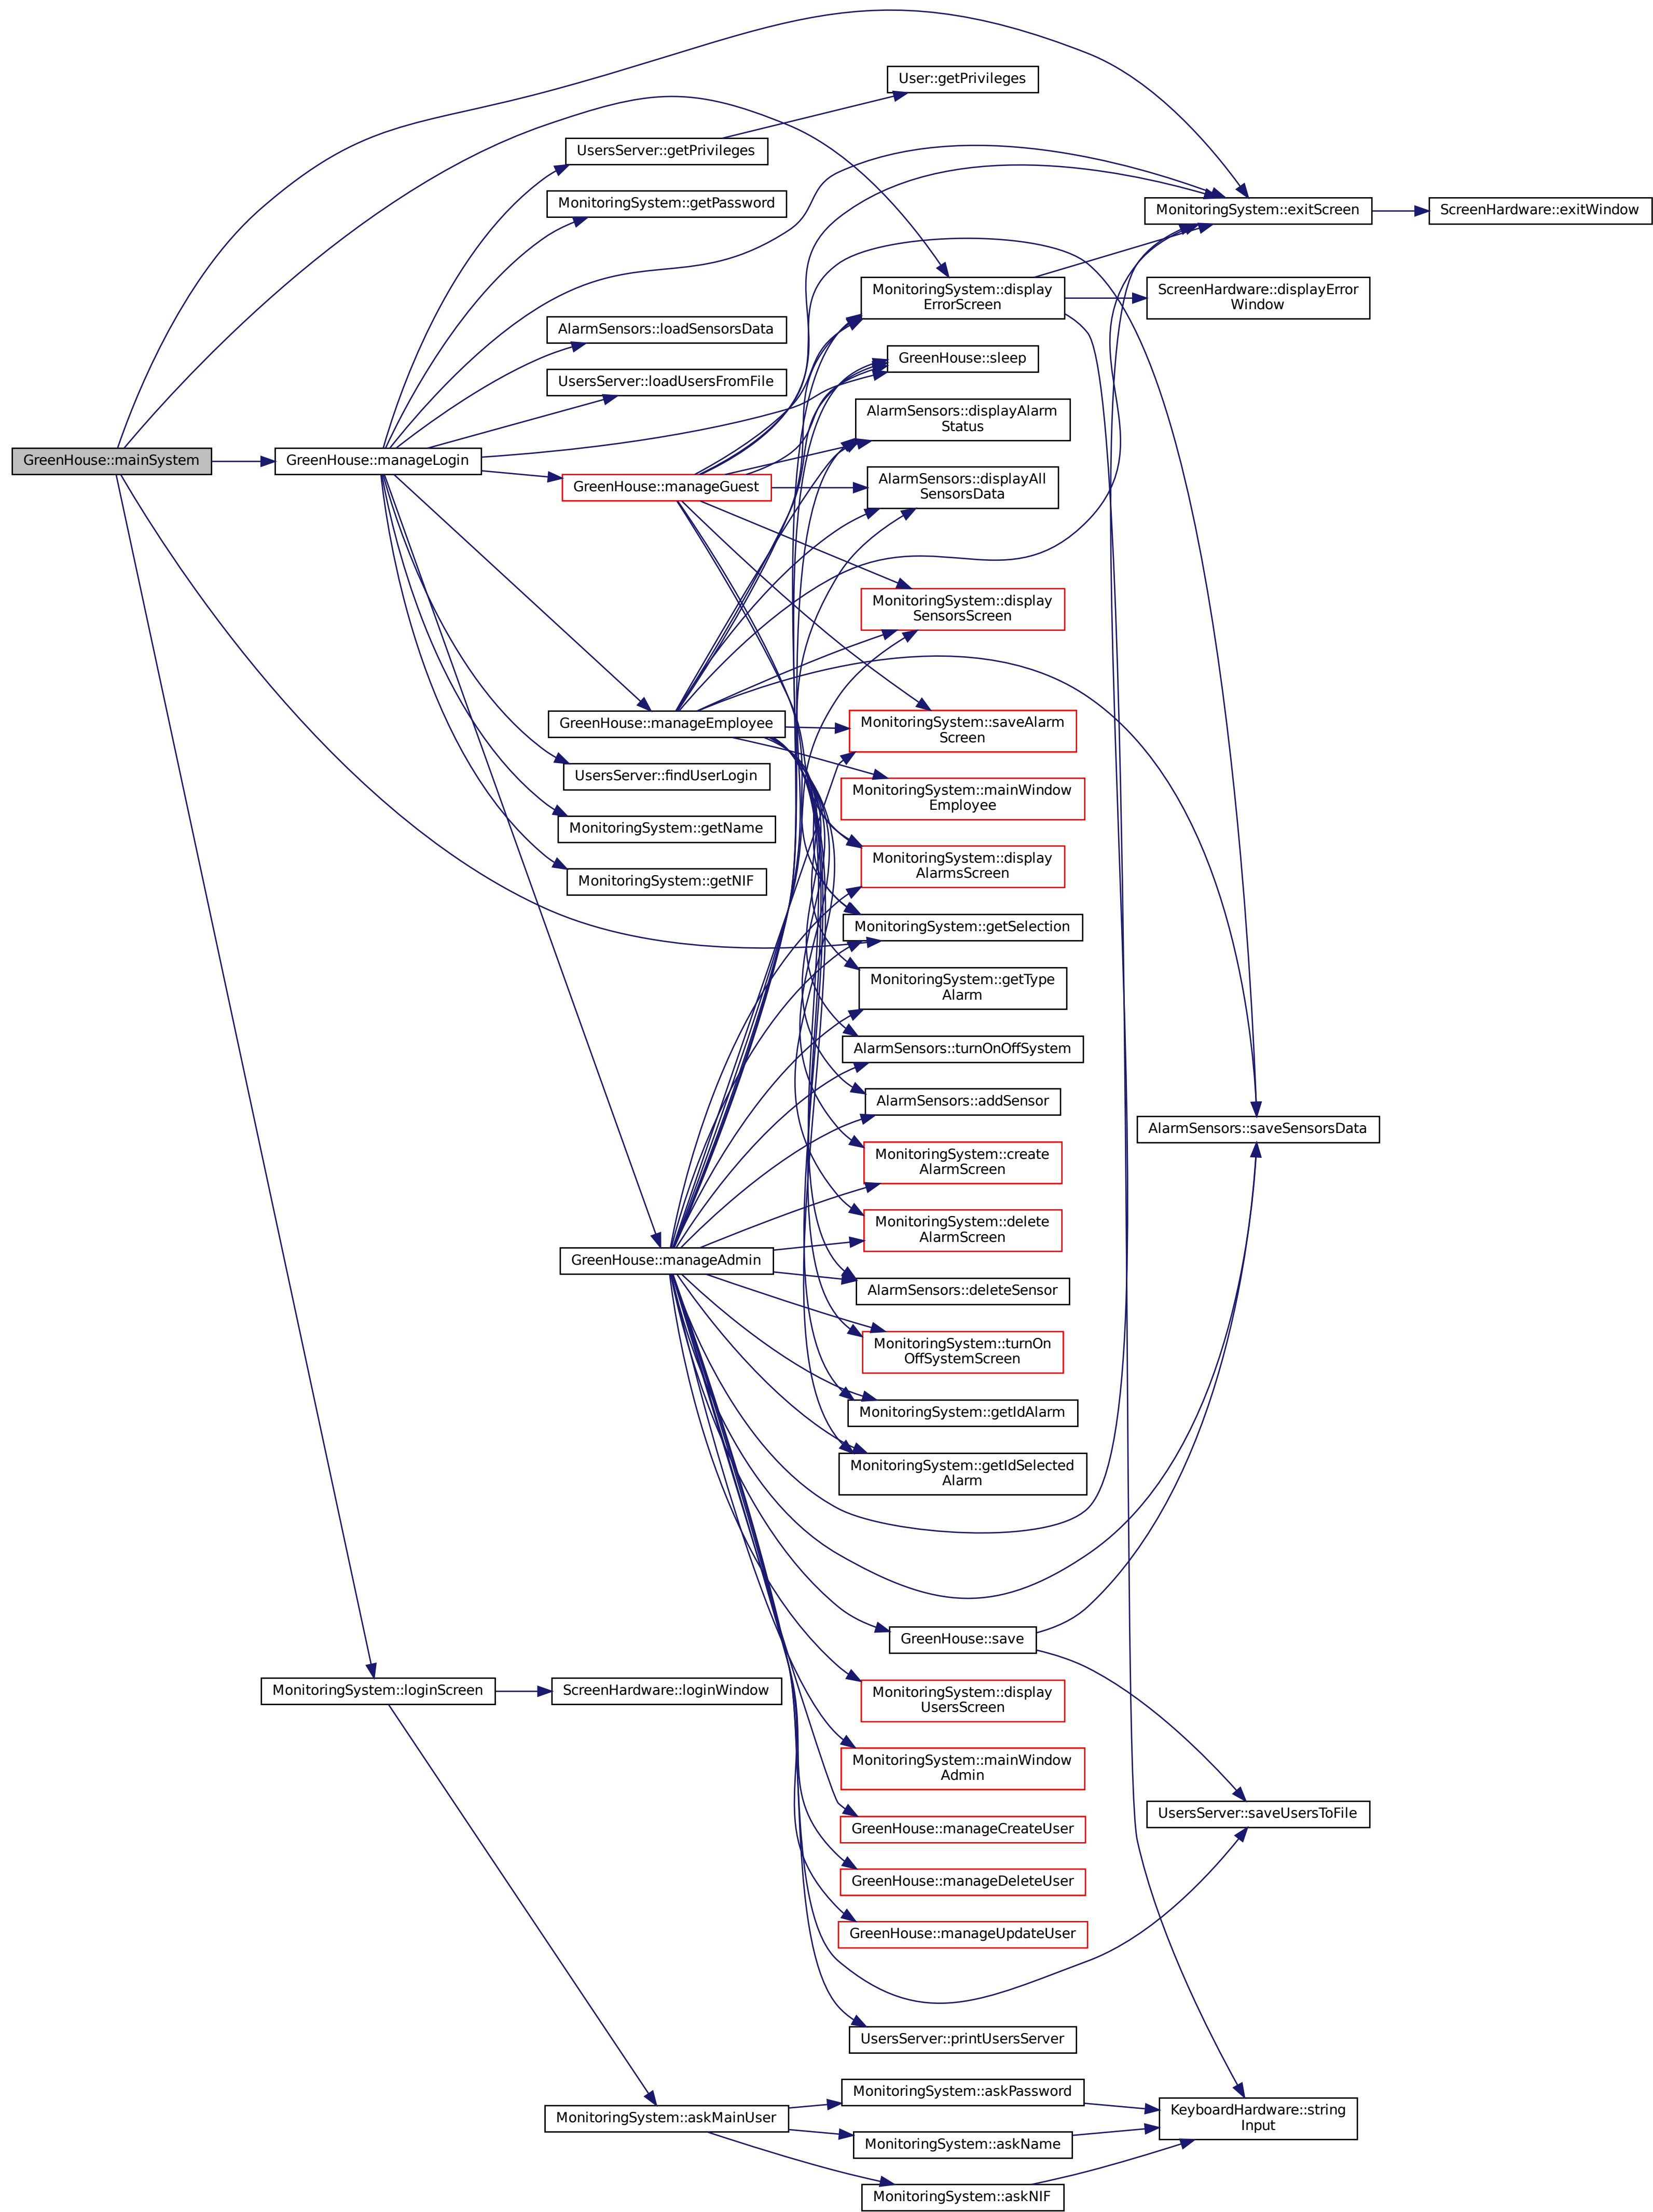 User::getPrivileges
UsersServer::getPrivileges
MonitoringSystem::getPassword
MonitoringSystem::exitScreen
ScreenHardware::exitWindow
MonitoringSystem::display
ErrorScreen
ScreenHardware::displayError
Window
AlarmSensors::loadSensorsData
GreenHouse::sleep
UsersServer::loadUsersFromFile
AlarmSensors::displayAlarm
Status
GreenHouse::mainSystem
GreenHouse::manageLogin
GreenHouse::manageGuest
AlarmSensors::displayAll
SensorsData
MonitoringSystem::display
SensorsScreen
GreenHouse::manageEmployee
MonitoringSystem::saveAlarm
Screen
UsersServer::findUserLogin
MonitoringSystem::mainWindow
Employee
MonitoringSystem::getName
MonitoringSystem::display
AlarmsScreen
MonitoringSystem::getNIF
MonitoringSystem::getSelection
MonitoringSystem::getType
Alarm
AlarmSensors::turnOnOffSystem
AlarmSensors::addSensor
AlarmSensors::saveSensorsData
MonitoringSystem::create
AlarmScreen
MonitoringSystem::delete
AlarmScreen
GreenHouse::manageAdmin
AlarmSensors::deleteSensor
MonitoringSystem::turnOn
OffSystemScreen
MonitoringSystem::getIdAlarm
MonitoringSystem::getIdSelected
Alarm
GreenHouse::save
MonitoringSystem::loginScreen
ScreenHardware::loginWindow
MonitoringSystem::display
UsersScreen
MonitoringSystem::mainWindow
Admin
UsersServer::saveUsersToFile
GreenHouse::manageCreateUser
GreenHouse::manageDeleteUser
GreenHouse::manageUpdateUser
UsersServer::printUsersServer
MonitoringSystem::askMainUser
MonitoringSystem::askPassword
KeyboardHardware::string
Input
MonitoringSystem::askName
MonitoringSystem::askNIF